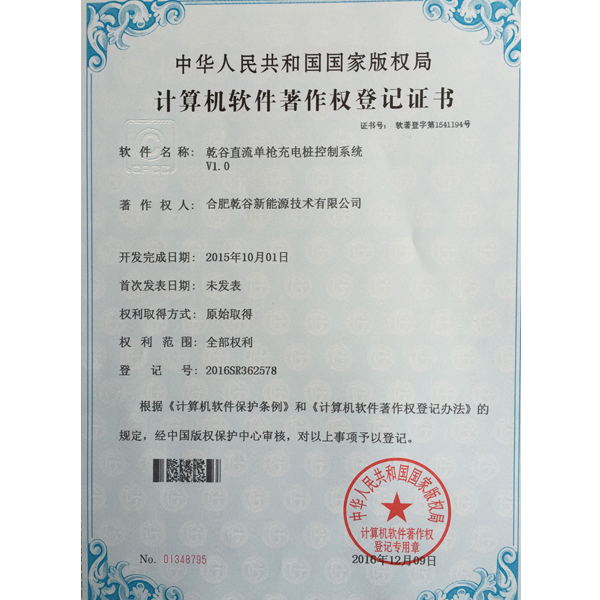 中华人民共和国国家版权局
计算机软件著作权登记证书
证书号： 软著登字第1541194号
软件名称： 乾谷直流单枪充电桩控制系统
V1.0
著作权人： 合肥乾谷新能源技术有限公司
开发完成日期： 2015年10月01日
首次发表日期： 未发表
权利取得方式： 原始取得
权利范围： 全部权利
登记号： 2016SR362578
根据《计算机软件保护条例》和《计算机软件著作权登记办法》的
规定，经中国版权保护中心审核，对以上事项予以登记。
中华人民共和国国家版权局
计算机软件著作权
登记专用章
No. 01348795
2016年12月09日